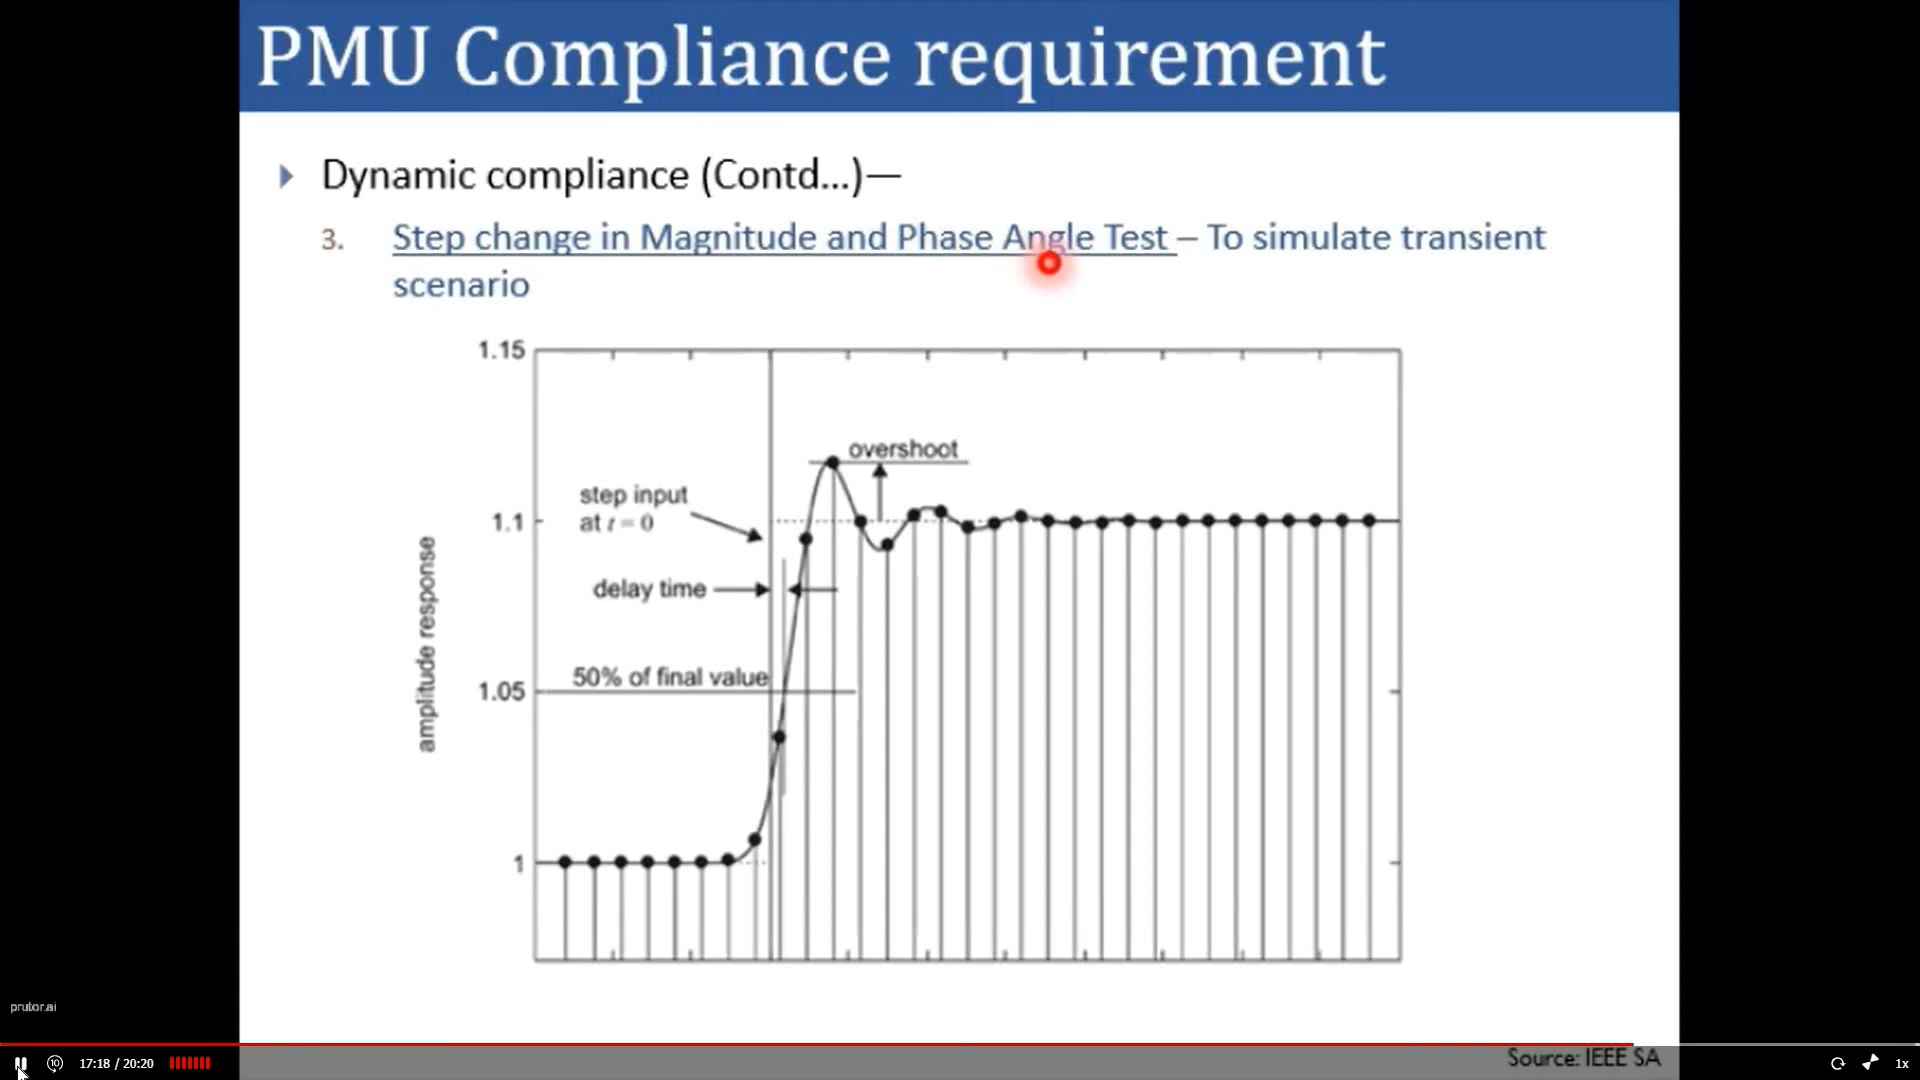 PMU Compliance requirement
Dynamic compliance (Contd...)—
3. Step change in Magnitude and Phase Angle Test – To simulate transient
scenario
1.15
overshoot
step input
at t = 0
1.1
delay time
amplitude response
50% of final value
1.05
1
prutor.ai
10
17:18 / 20:20
Source: IEEE SA
1x